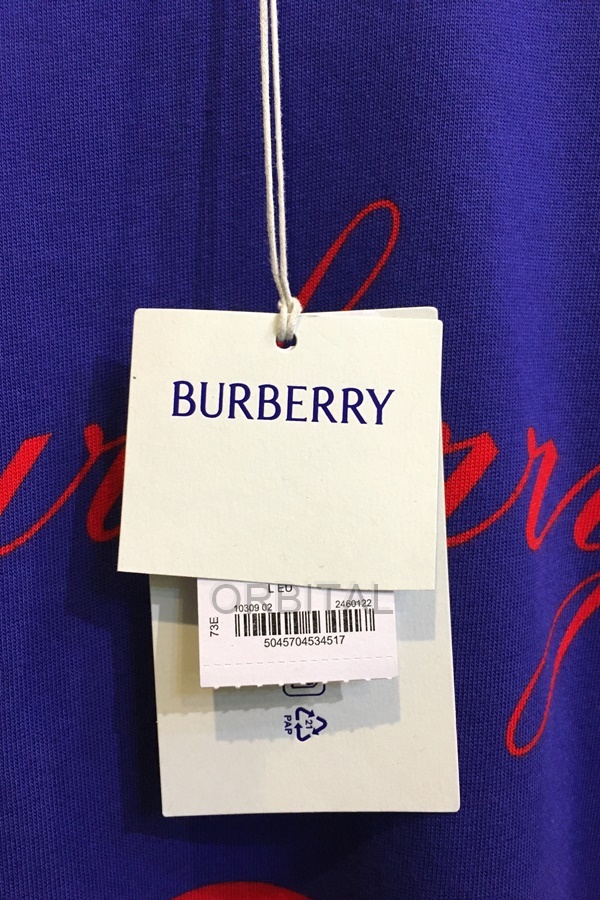 BURBERRY
L EU
ORBITAL
10309 02 2460122
73E
5045704534517
21
PAP